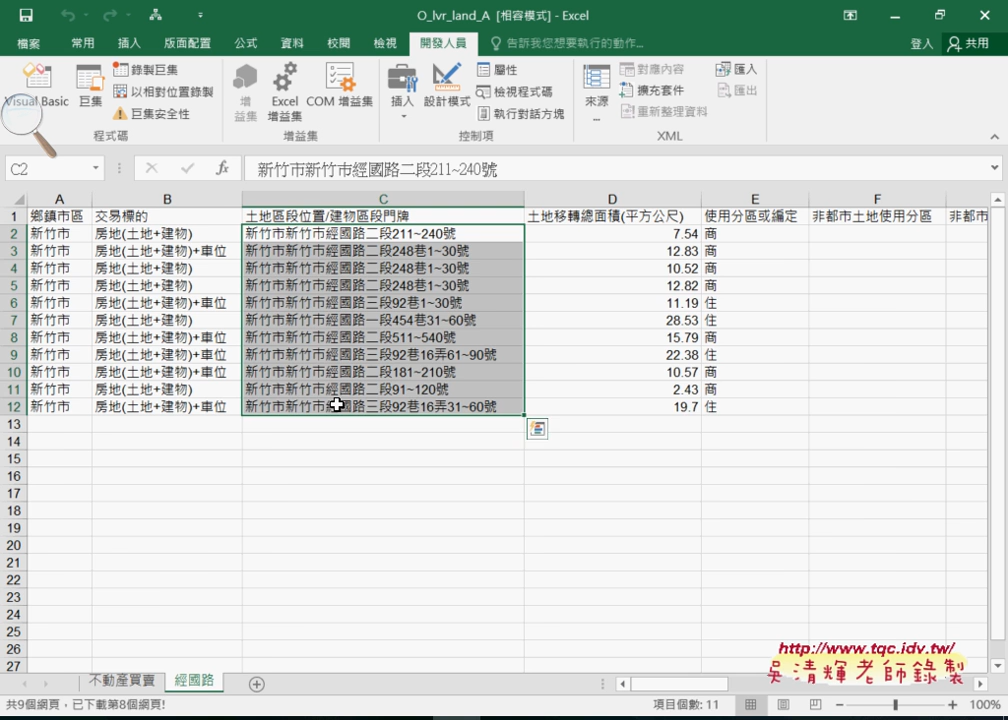 O_lvr_land_A [相容模式] - Excel
檔案 常用 插入 版面配置 公式 資料 校閱 檢視 開發人員 告訴我您想要執行的動作... 登入 共用
Visual Basic 巨集 錄製巨集 以相對位置錄製 巨集安全性 程式碼
增益集 Excel 增益集 COM 增益集 增益集
插入 設計模式 屬性 檢視程式碼 執行對話方塊 控制項
來源 對應內容 擴充套件 重新整理資料 匯入 匯出 XML
C2 fx 新竹市新竹市經國路二段211~240號
A B C D E F
1 鄉鎮市區 交易標的 土地區段位置/建物區段門牌 土地移轉總面積(平方公尺) 使用分區或編定 非都市土地使用分區 非都市
2 新竹市 房地(土地+建物) 新竹市新竹市經國路二段211~240號 7.54 商
3 新竹市 房地(土地+建物)+車位 新竹市新竹市經國路二段248巷1~30號 12.83 商
4 新竹市 房地(土地+建物) 新竹市新竹市經國路二段248巷1~30號 10.52 商
5 新竹市 房地(土地+建物) 新竹市新竹市經國路二段248巷1~30號 12.82 商
6 新竹市 房地(土地+建物)+車位 新竹市新竹市經國路三段92巷1~30號 11.19 住
7 新竹市 房地(土地+建物) 新竹市新竹市經國路一段454巷31~60號 28.53 住
8 新竹市 房地(土地+建物)+車位 新竹市新竹市經國路二段511~540號 15.79 商
9 新竹市 房地(土地+建物)+車位 新竹市新竹市經國路三段92巷16弄61~90號 22.38 住
10 新竹市 房地(土地+建物)+車位 新竹市新竹市經國路二段181~210號 10.57 商
11 新竹市 房地(土地+建物) 新竹市新竹市經國路二段91~120號 2.43 商
12 新竹市 房地(土地+建物)+車位 新竹市新竹市經國路三段92巷16弄31~60號 19.7 住
13
14
15
16
17
18
19
20
21
22
23
24
25
26
27
http://www.tqc.idv.tw/
吳清輝老師錄製
不動產買賣 經國路
共9個網頁，已下載第8個網頁! 項目個數: 11 100%